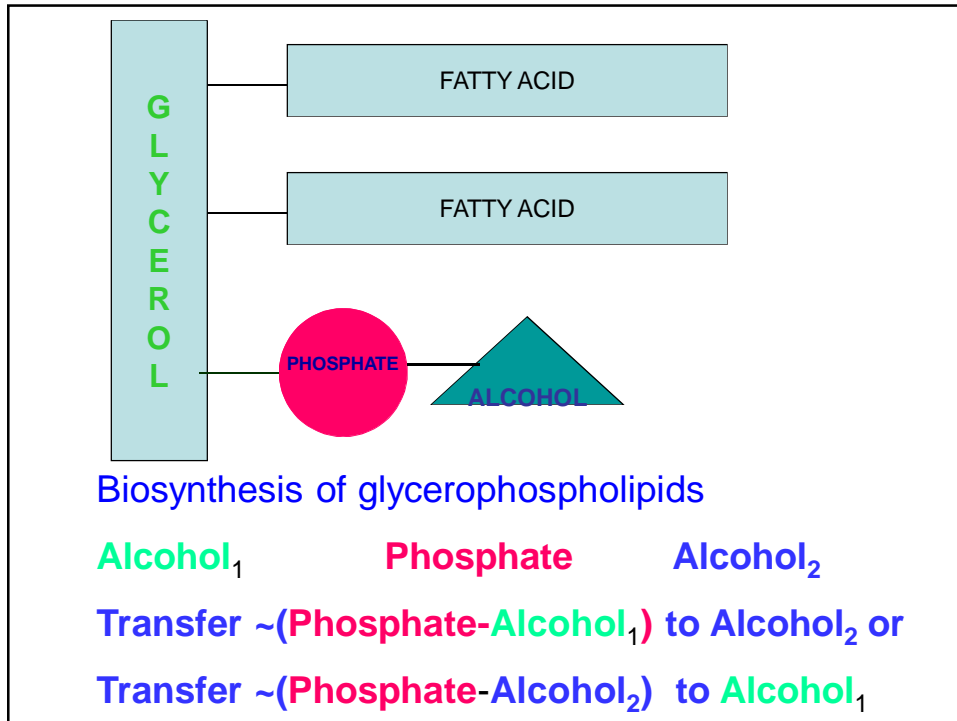 FATTY ACID
G
L
Y
C
E
R
O
L
FATTY ACID
PHOSPHATE
ALCOHOL
Biosynthesis of glycerophospholipids
Alcohol₁ Phosphate Alcohol₂
Transfer ~(Phosphate-Alcohol₁) to Alcohol₂ or
Transfer ~(Phosphate-Alcohol₂) to Alcohol₁